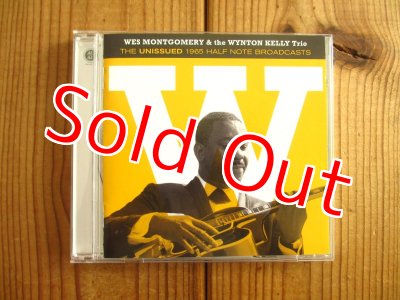 WES MONTGOMERY & the WYNTON KELLY Trio
THE UNISSUED 1965 HALF NOTE BROADCASTS
W
Sold Out